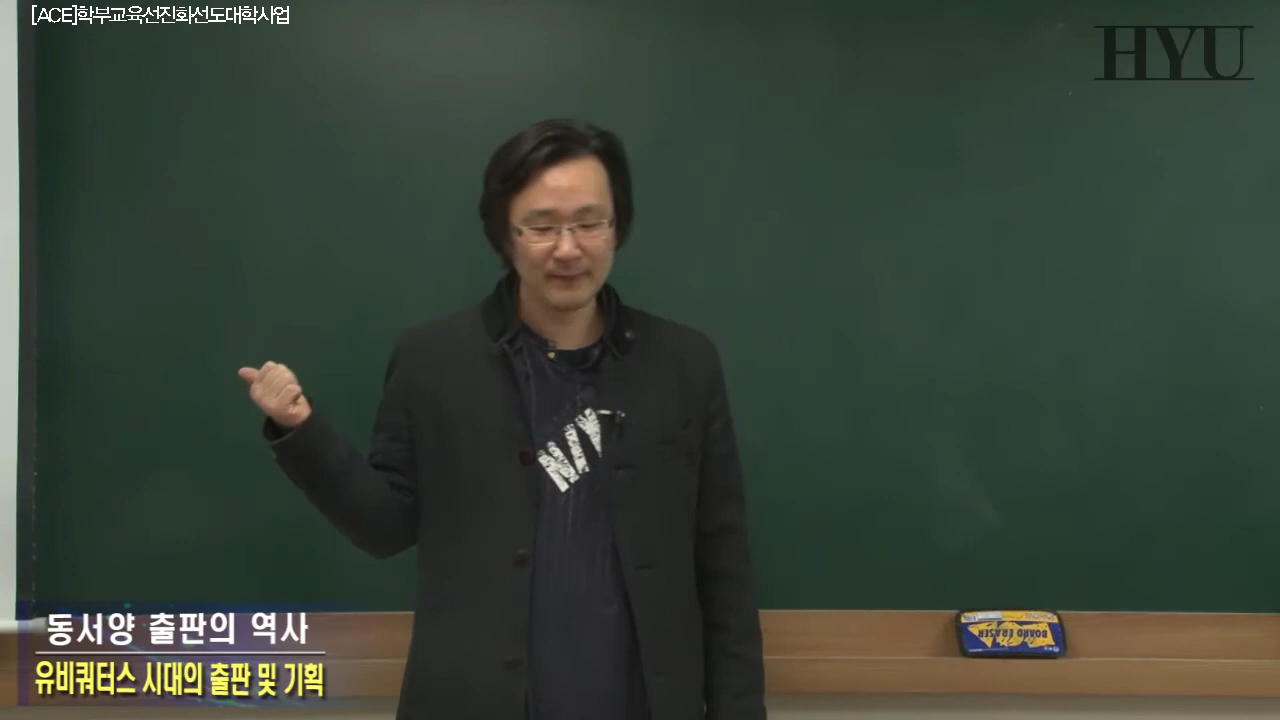 [ACE]학부교육선진화선도대학사업
HYU
NY
BOARD ERASER
동서양 출판의 역사
유비쿼터스 시대의 출판 및 기획